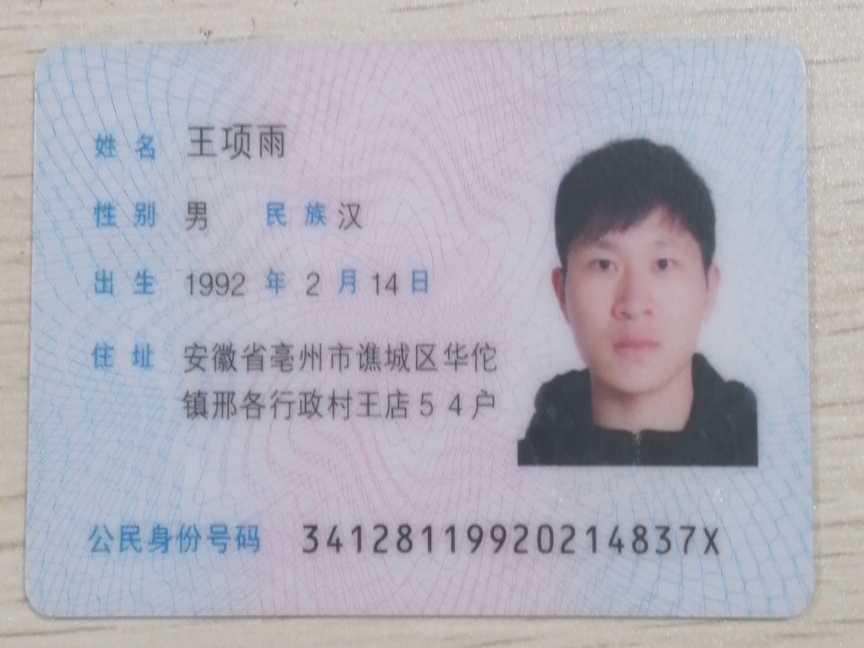 姓名 王项雨
性别 男 民族 汉
出生 1992 年 2 月 14 日
住址 安徽省亳州市谯城区华佗
镇邢各行政村王店54户
公民身份号码 34128119920214837X